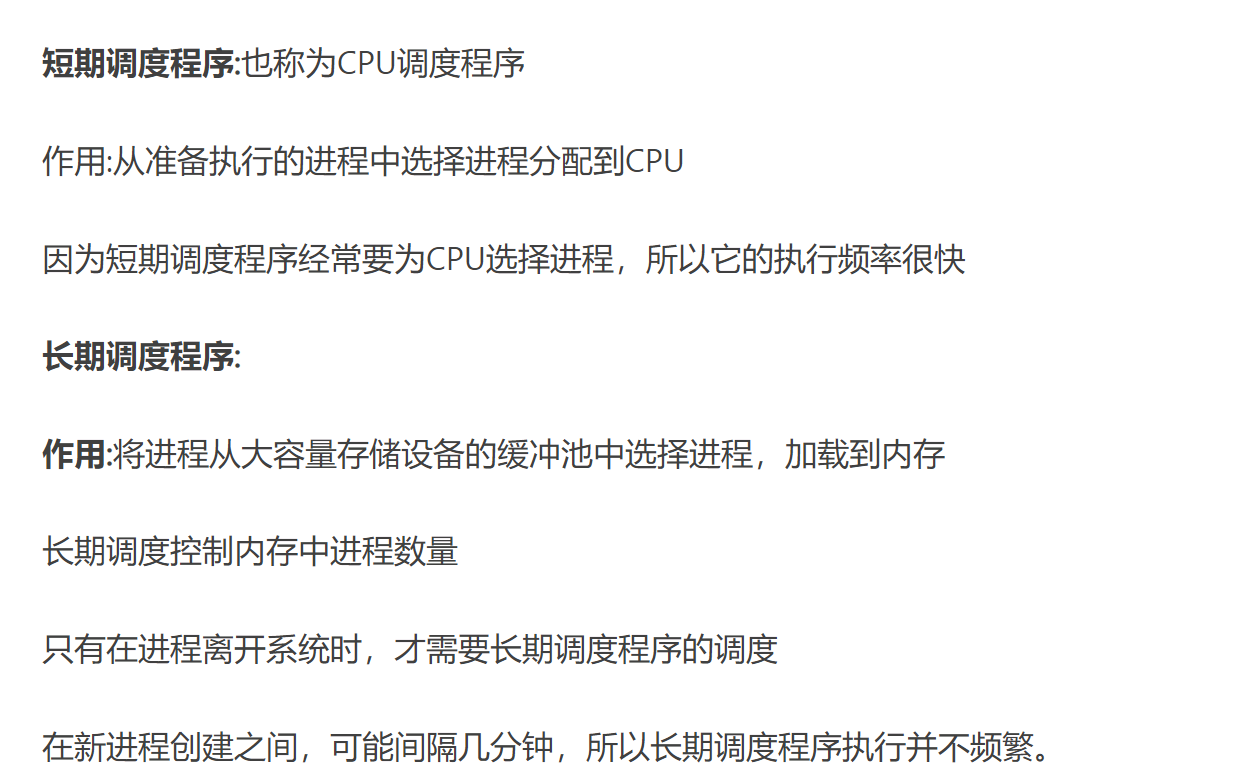 短期调度程序:也称为CPU调度程序
作用:从准备执行的进程中选择进程分配到CPU
因为短期调度程序经常要为CPU选择进程，所以它的执行频率很快
长期调度程序:
作用:将进程从大容量存储设备的缓冲池中选择进程，加载到内存
长期调度控制内存中进程数量
只有在进程离开系统时，才需要长期调度程序的调度
在新进程创建之间，可能间隔几分钟，所以长期调度程序执行并不频繁。